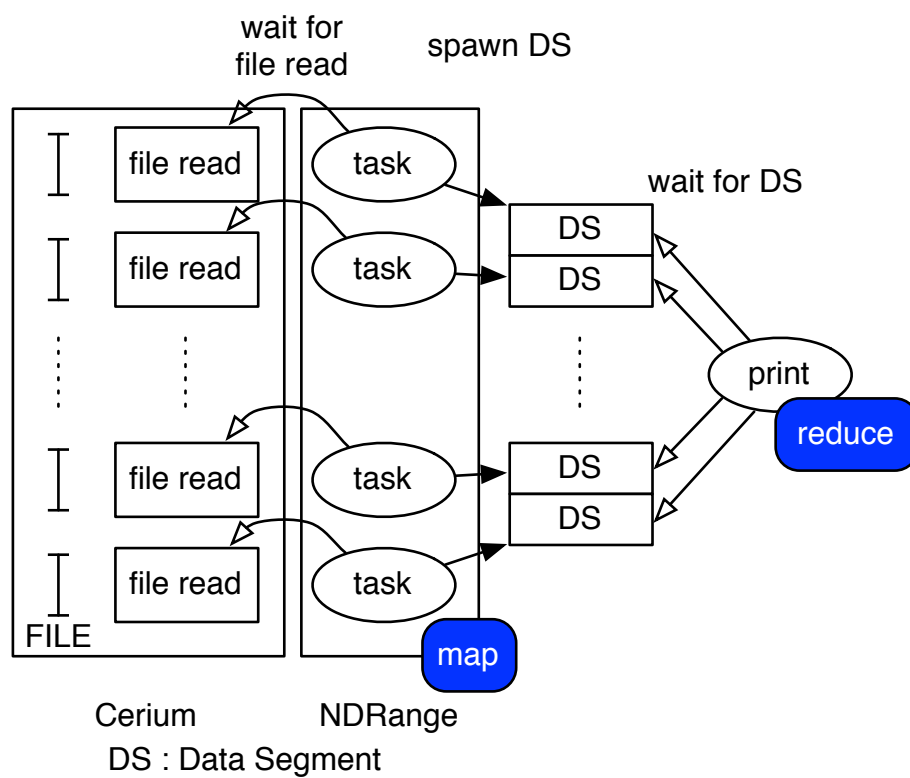 wait for
file read
spawn DS
file read
task
wait for DS
DS
file read
task
DS
print
reduce
file read
task
DS
DS
file read
task
FILE
map
Cerium
NDRange
DS : Data Segment